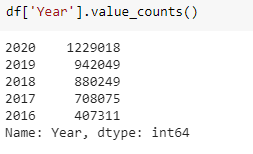 df['Year'].value_counts()
2020    1229018
2019     942049
2018     880249
2017     708075
2016     407311
Name: Year, dtype: int64